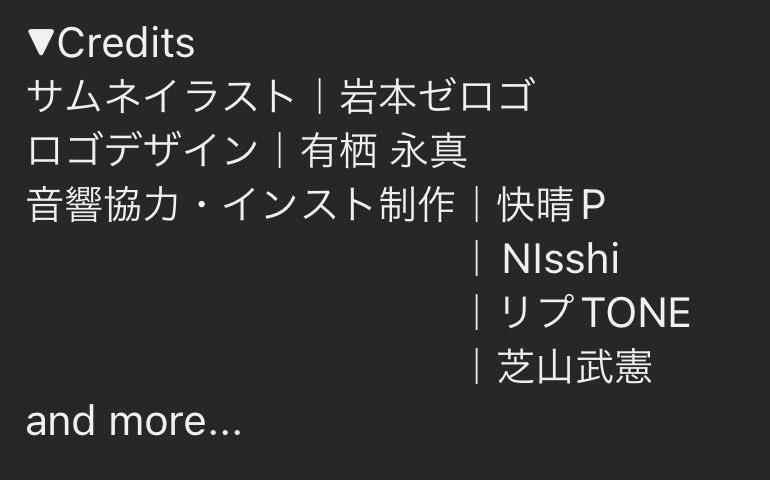 ▼Credits
サムネイラスト｜岩本ゼロゴ
ロゴデザイン｜有栖 永真
音響協力・インスト制作｜快晴P
｜NIsshi
｜リプTONE
｜芝山武憲
and more...